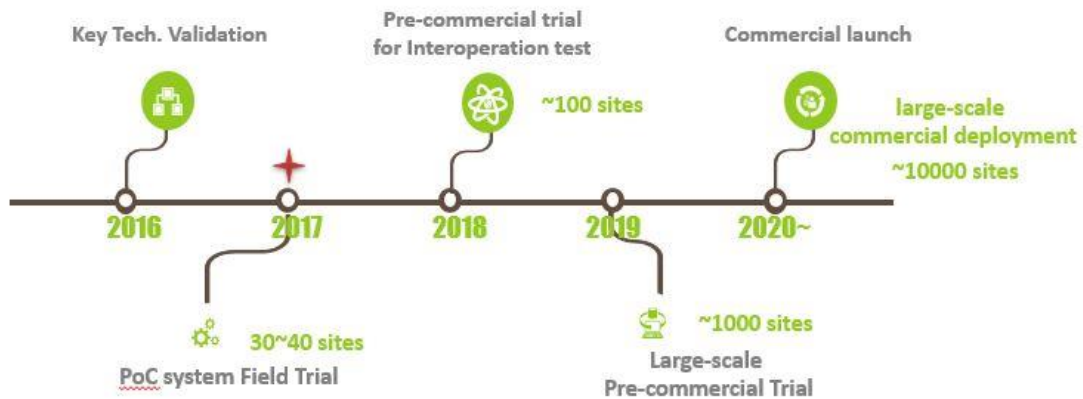 Key Tech. Validation
Pre-commercial trial
for Interoperation test
Commercial launch
~100 sites
large-scale
commercial deployment
~10000 sites
2016
2017
2018
2019
2020~
30~40 sites
PoC system Field Trial
~1000 sites
Large-scale
Pre-commercial Trial